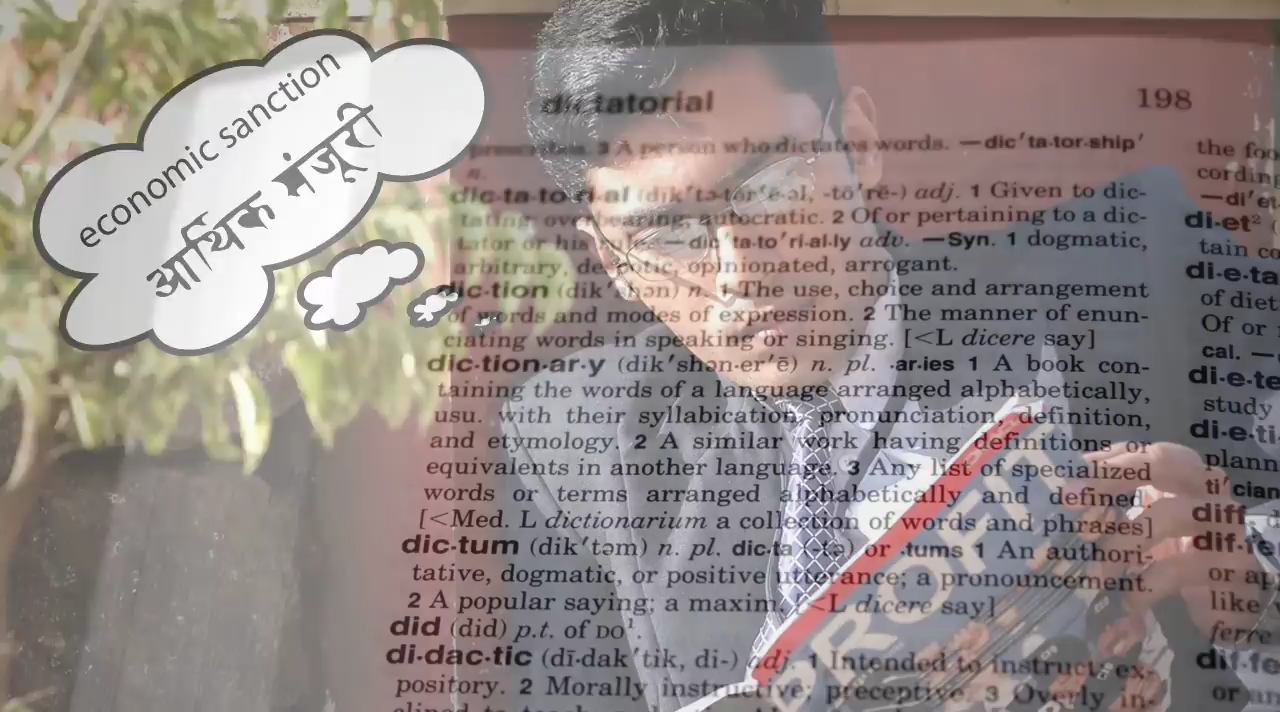 economic sanction
आर्थिक मंजूरी
dictatorial
198
prescribes. 3 A person who dictates words. —dic′ta·tor·ship′
n.
dic·ta·to·ri·al (dik′tə·tôr′ē·əl, -tō′rē-) adj. 1 Given to dic-
tating; overbearing; autocratic. 2 Of or pertaining to a dic-
tator or his rules. —dic′ta·to′ri·al·ly adv. —Syn. 1 dogmatic,
arbitrary, despotic, opinionated, arrogant.
dic·tion (dik′shən) n. 1 The use, choice and arrangement
of words and modes of expression. 2 The manner of enun-
ciating words in speaking or singing. [<L dicere say]
dic·tion·ar·y (dik′shən·er′ē) n. pl. ·ar·ies 1 A book con-
taining the words of a language arranged alphabetically,
usu. with their syllabication, pronunciation, definition,
and etymology. 2 A similar work having definitions or
equivalents in another language. 3 Any list of specialized
words or terms arranged alphabetically and defined.
[<Med. L dictionarium a collection of words and phrases]
dic·tum (dik′təm) n. pl. dic·ta (-tə) or ·tums 1 An authori-
tative, dogmatic, or positive utterance; a pronouncement.
2 A popular saying; a maxim. [<L dicere say]
did (did) p.t. of DO¹.
di·dac·tic (dī·dak′tik, di-) adj. 1 Intended to instruct; ex-
pository. 2 Morally instructive; preceptive. 3 Overly in-
the foo
cording
—di′et
di·et²
tain co
di·e·ta
of diet
Of or
cal. —
di·e·te
study
di·e·ti
plann
ti′cian
diff.
dif·fe
or ap
like
ferre
dif·fe
or an
PROFIT